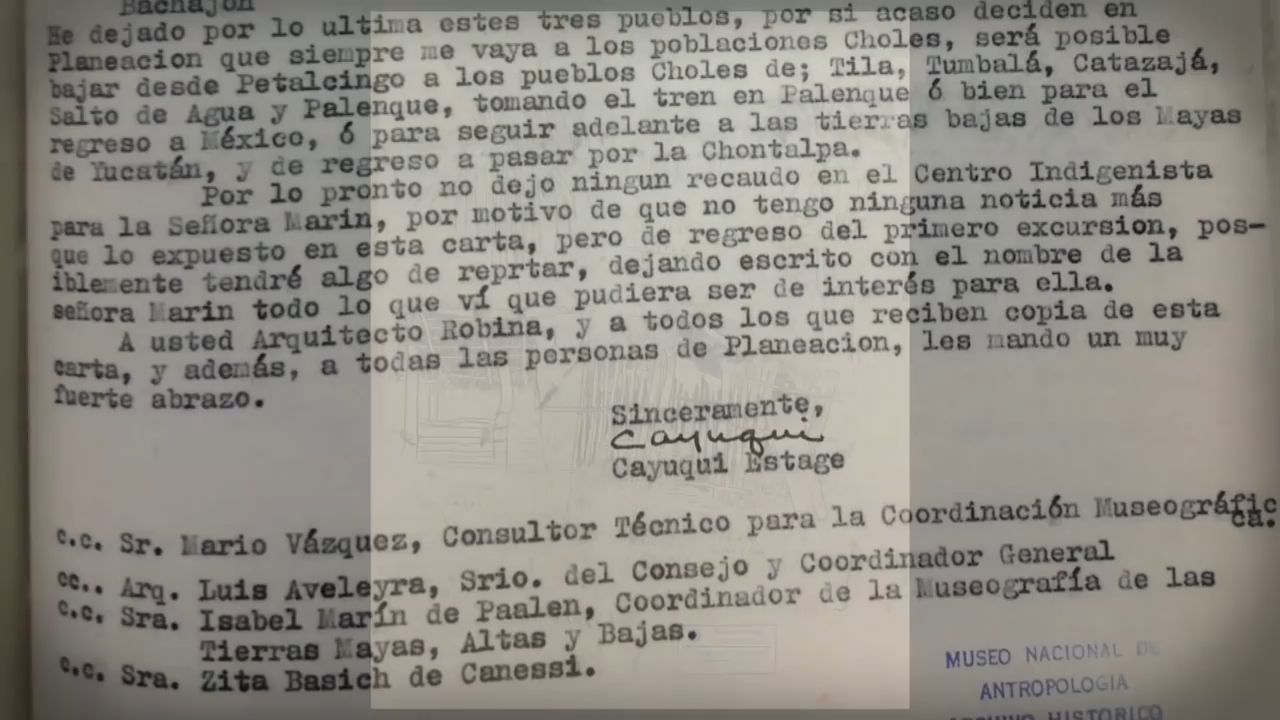 Bachajon
He dejado por lo ultima estes tres pueblos, por si acaso deciden en
Planeacion que siempre me vaya a los poblaciones Choles, será posible
bajar desde Petalcingo a los pueblos Choles de; Tila, Tumbalá, Catazajá,
Salto de Agua y Palenque, tomando el tren en Palenque ó bien para el
regreso a México, ó para seguir adelante a las tierras bajas de los Mayas
de Yucatán, y de regreso a pasar por la Chontalpa.
Por lo pronto no dejo ningun recaudo en el Centro Indigenista
para la Señora Marin, por motivo de que no tengo ninguna noticia más
que lo expuesto en esta carta, pero de regreso del primero excursion, pos-
iblemente tendré algo de reprtar, dejando escrito con el nombre de la
señora Marin todo lo que ví que pudiera ser de interés para ella.
A usted Arquitecto Robina, y a todos los que reciben copia de esta
carta, y además, a todas las personas de Planeacion, les mando un muy
fuerte abrazo.
Sinceramente,
Cayuqui
Cayuqui Estage
c.c. Sr. Mario Vázquez, Consultor Técnico para la Coordinación Museográfic
ca.
cc.. Arq. Luis Aveleyra, Srio. del Consejo y Coordinador General
c.c. Sra. Isabel Marín de Paalen, Coordinador de la Museografía de las
Tierras Mayas, Altas y Bajas.
c.c. Sra. Zita Basich de Canessi.
MUSEO NACIONAL DE
ANTROPOLOGIA
ARCHIVO HISTORICO